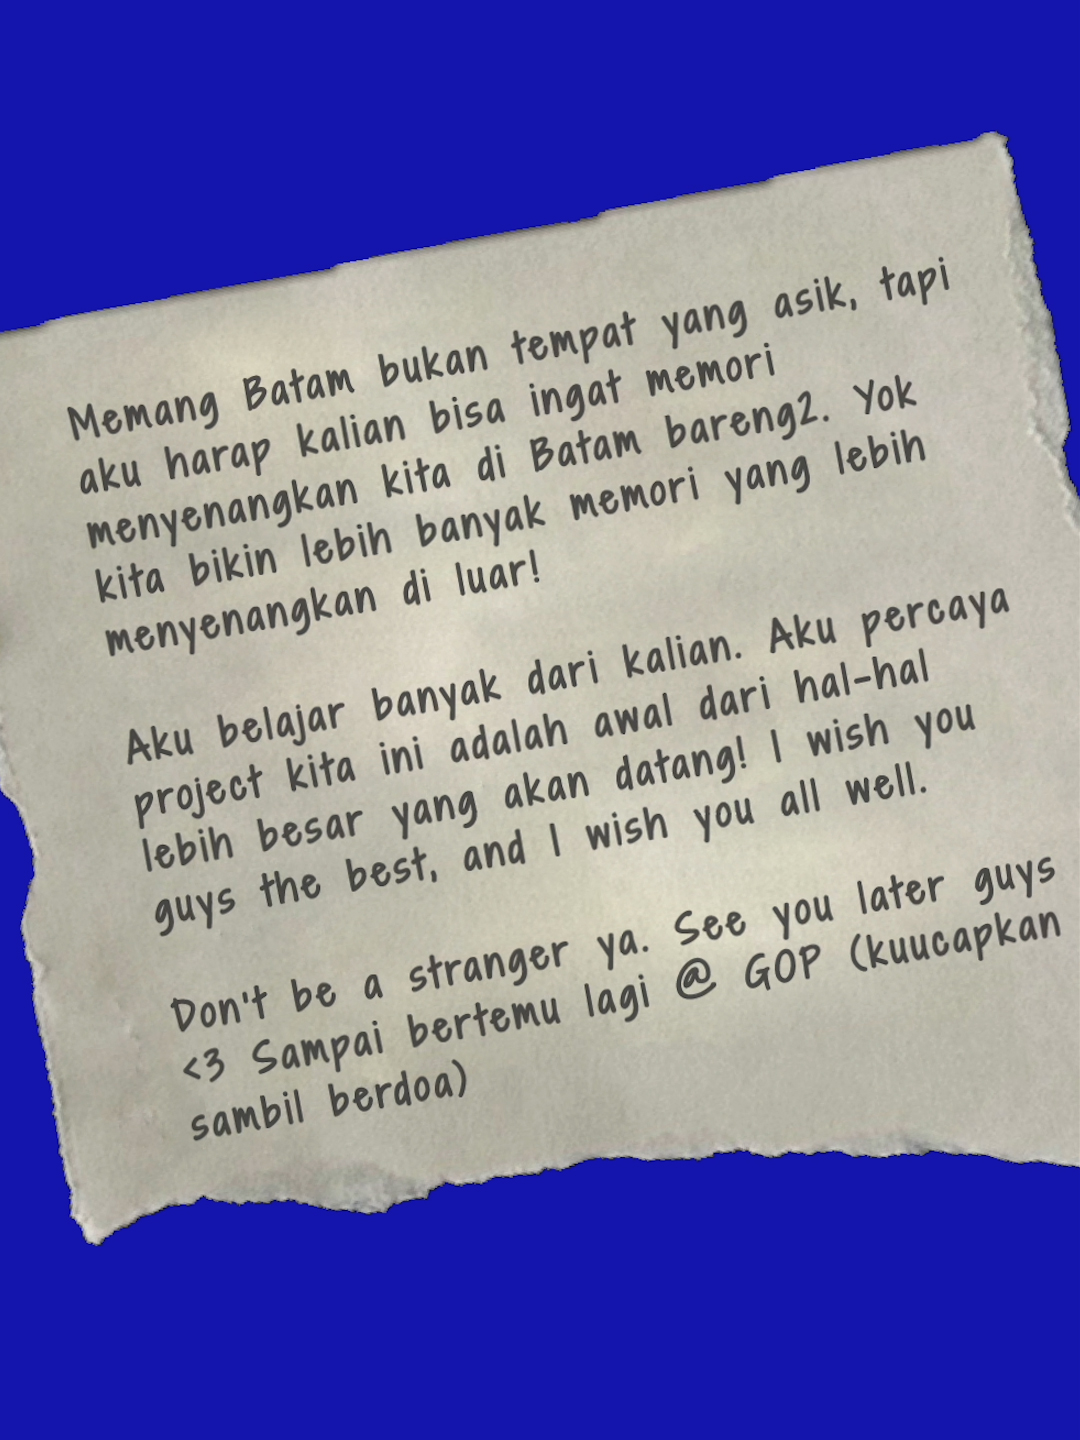 Memang Batam bukan tempat yang asik, tapi
aku harap kalian bisa ingat memori
menyenangkan kita di Batam bareng2. Yok
kita bikin lebih banyak memori yang lebih
menyenangkan di luar!
Aku belajar banyak dari kalian. Aku percaya
project kita ini adalah awal dari hal-hal
lebih besar yang akan datang! I wish you
guys the best, and I wish you all well.
Don't be a stranger ya. See you later guys
<3 Sampai bertemu lagi @ GOP (kuucapkan
sambil berdoa)